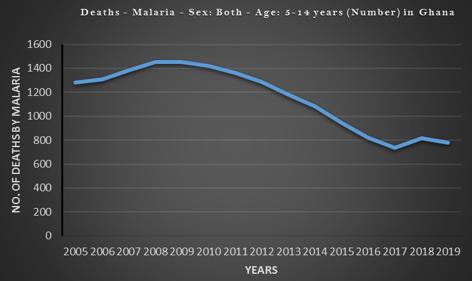 Deaths - Malaria - Sex: Both - Age: 5-14 years (Number) in Ghana
1600
1400
1200
1000
800
600
400
200
0
NO. OF DEATHS BY MALARIA
2005 2006 2007 2008 2009 2010 2011 2012 2013 2014 2015 2016 2017 2018 2019
YEARS